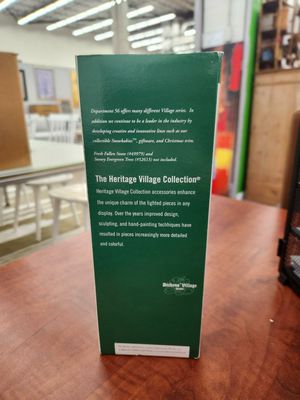 Department 56 offers many different Village series. In
addition we continue to be a leader in the industry by
developing creative and innovative lines such as our
collectible Snowbabies™, giftware, and Christmas trim.
Fresh Fallen Snow (#49979) and
Snowy Evergreen Trees (#52613) not included.
The Heritage Village Collection®
Heritage Village Collection accessories enhance
the unique charm of the lighted pieces in any
display. Over the years improved design,
sculpting, and hand-painting techniques have
resulted in pieces increasingly more detailed
and colorful.
Dickens' Village